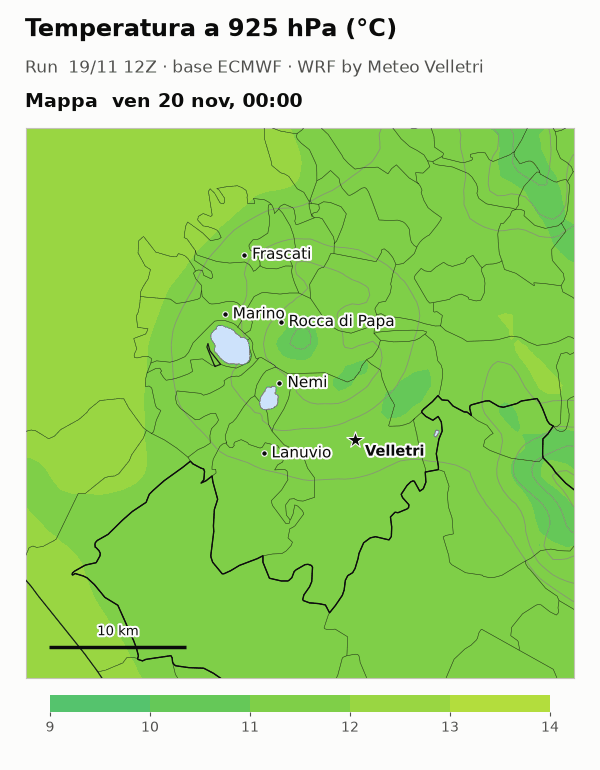 Temperatura a 925 hPa (°C)
Run  19/11 12Z · base ECMWF · WRF by Meteo Velletri
Mappa  ven 20 nov, 00:00
Frascati
Marino
Rocca di Papa
Nemi
Velletri
Lanuvio
10 km
9 10 11 12 13 14